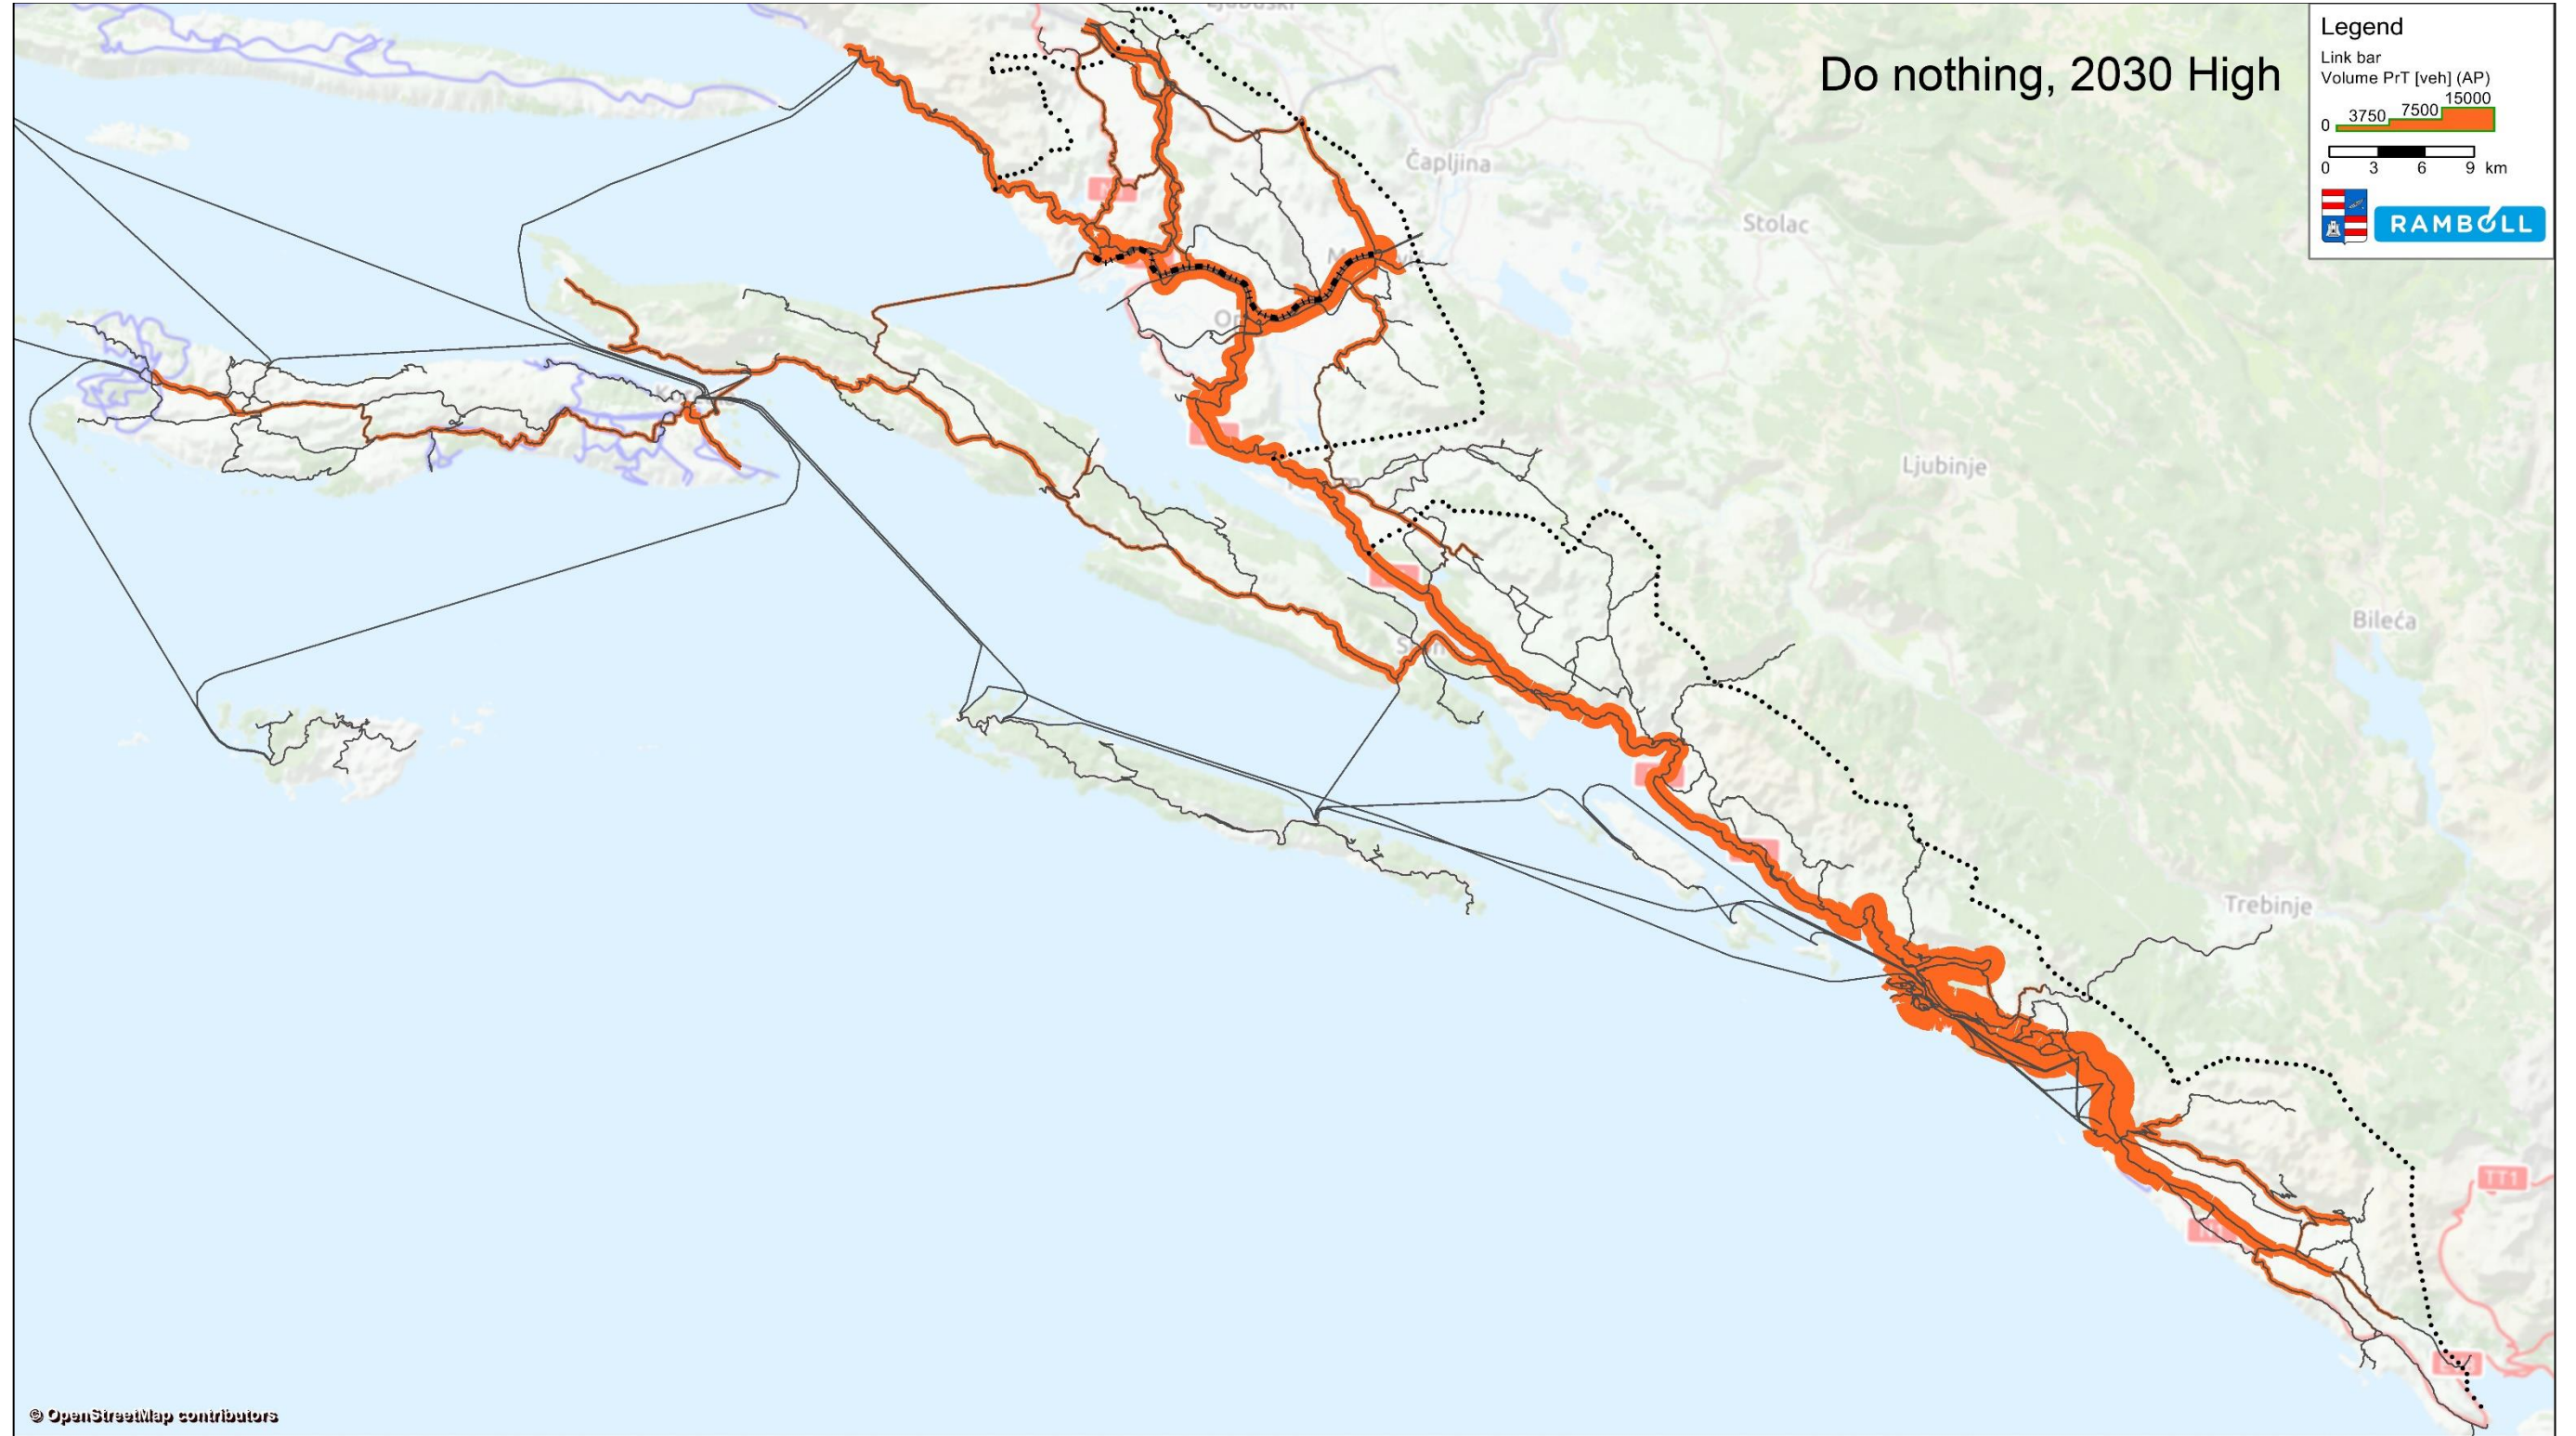 Do nothing, 2030 High
Legend
Link bar
Volume PrT [veh] (AP)
0 3750 7500 15000
0 3 6 9 km
RAMBOLL
Čapljina
Stolac
Ljubinje
Bileća
Trebinje
TT1
© OpenStreetMap contributors